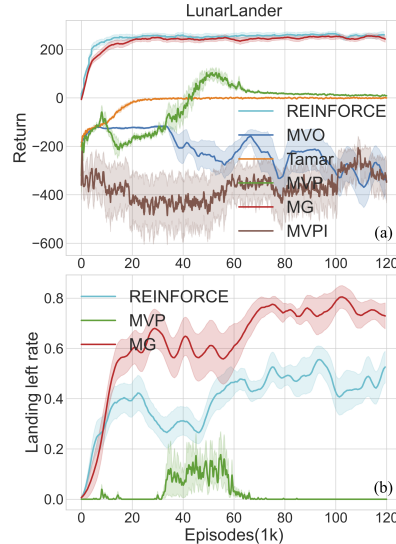 LunarLander
200
0
−200
−400
−600
Return
0 20 40 60 80 100 120
REINFORCE
MVO
Tamar
MVP
MG
MVPI
(a)
0.8
0.6
0.4
0.2
0.0
Landing left rate
REINFORCE
MVP
MG
(b)
0 20 40 60 80 100 120
Episodes(1k)